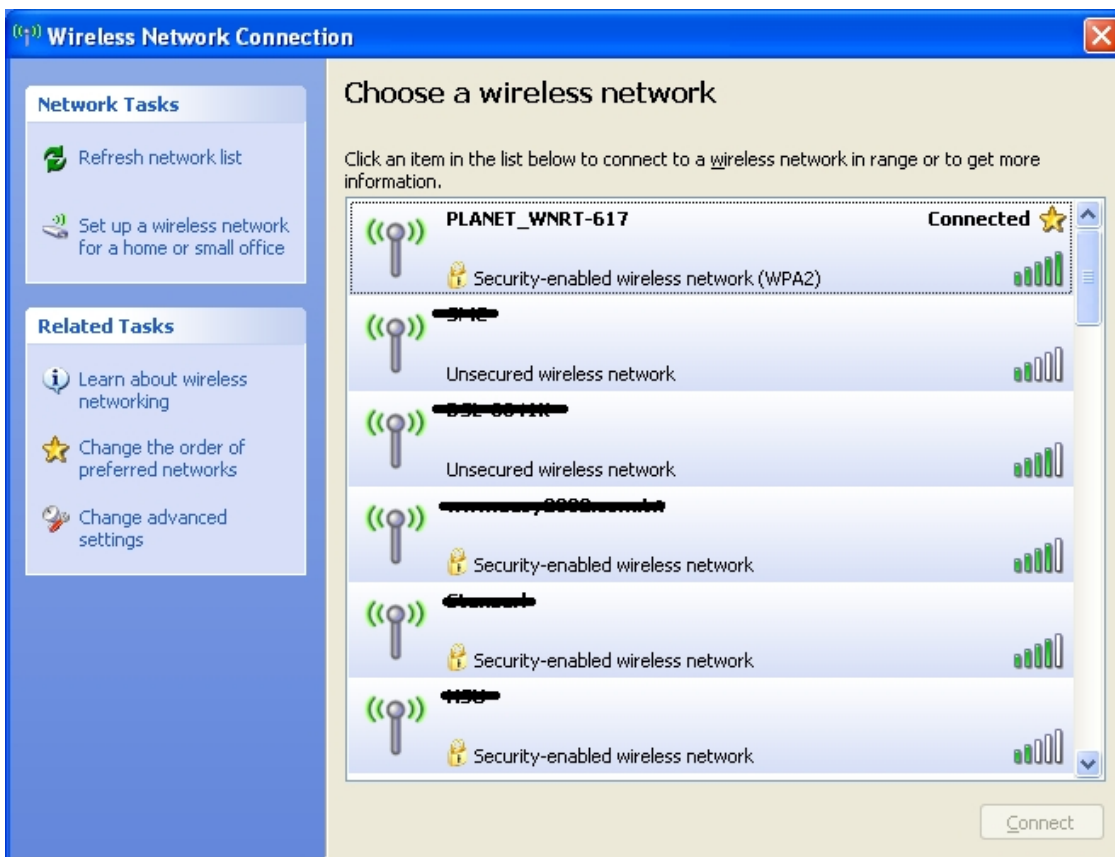 Wireless Network Connection
Network Tasks
Refresh network list
Set up a wireless network
for a home or small office
Related Tasks
Learn about wireless
networking
Change the order of
preferred networks
Change advanced
settings
Choose a wireless network
Click an item in the list below to connect to a wireless network in range or to get more
information.
PLANET_WNRT-617 Connected
Security-enabled wireless network (WPA2)
Unsecured wireless network
Unsecured wireless network
Security-enabled wireless network
Security-enabled wireless network
Security-enabled wireless network
Connect